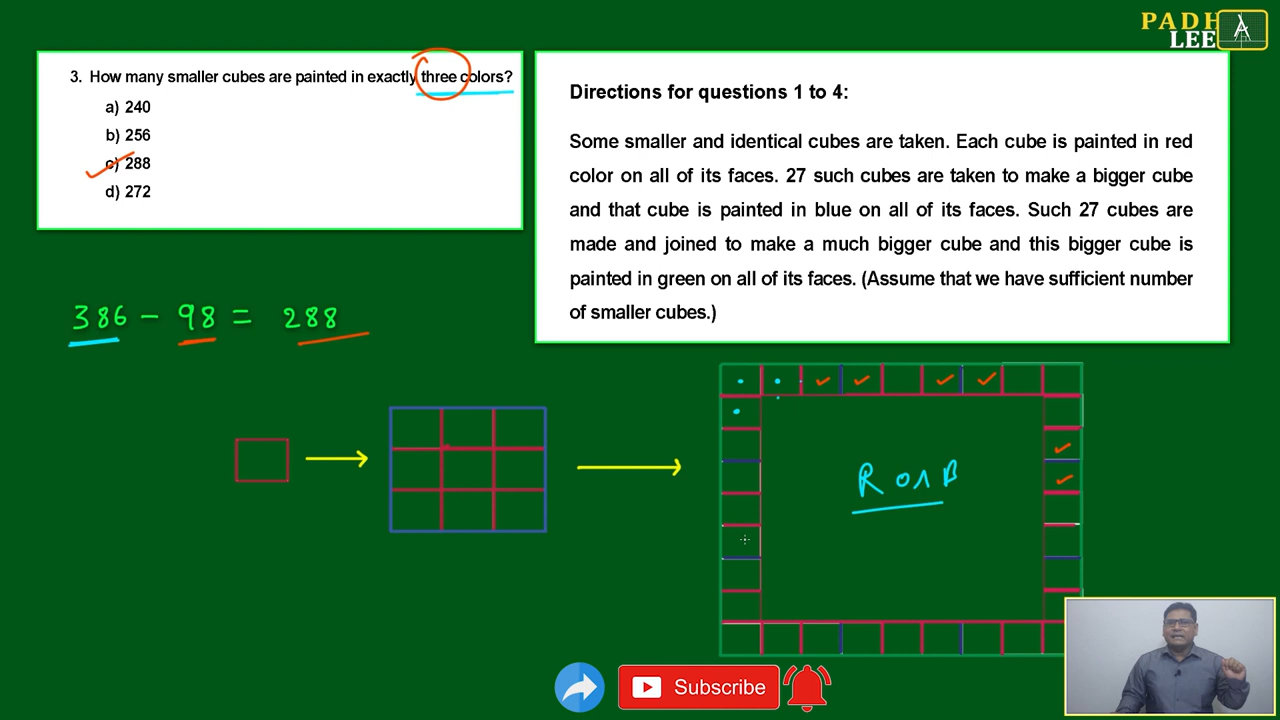 PADH
LEE
3. How many smaller cubes are painted in exactly three colors?
a) 240
b) 256
c) 288
d) 272
Directions for questions 1 to 4:
Some smaller and identical cubes are taken. Each cube is painted in red
color on all of its faces. 27 such cubes are taken to make a bigger cube
and that cube is painted in blue on all of its faces. Such 27 cubes are
made and joined to make a much bigger cube and this bigger cube is
painted in green on all of its faces. (Assume that we have sufficient number
of smaller cubes.)
386 - 98 = 288
Subscribe